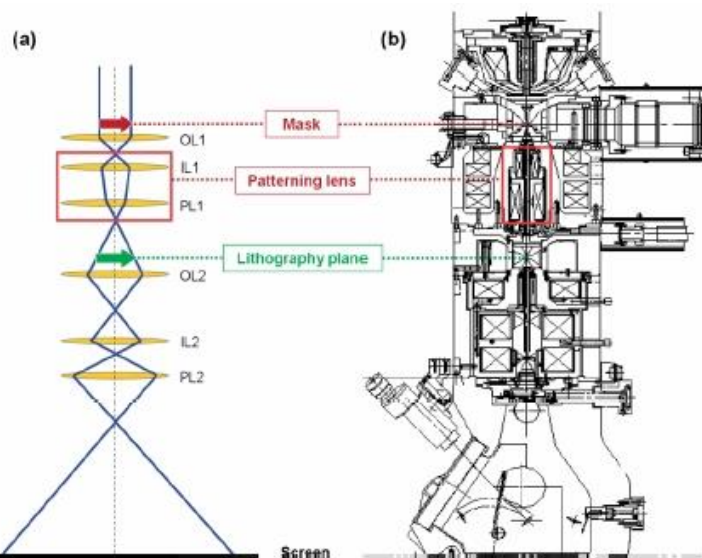 (a)
(b)
Mask
OL1
IL1
Patterning lens
PL1
Lithography plane
OL2
IL2
PL2
Screen